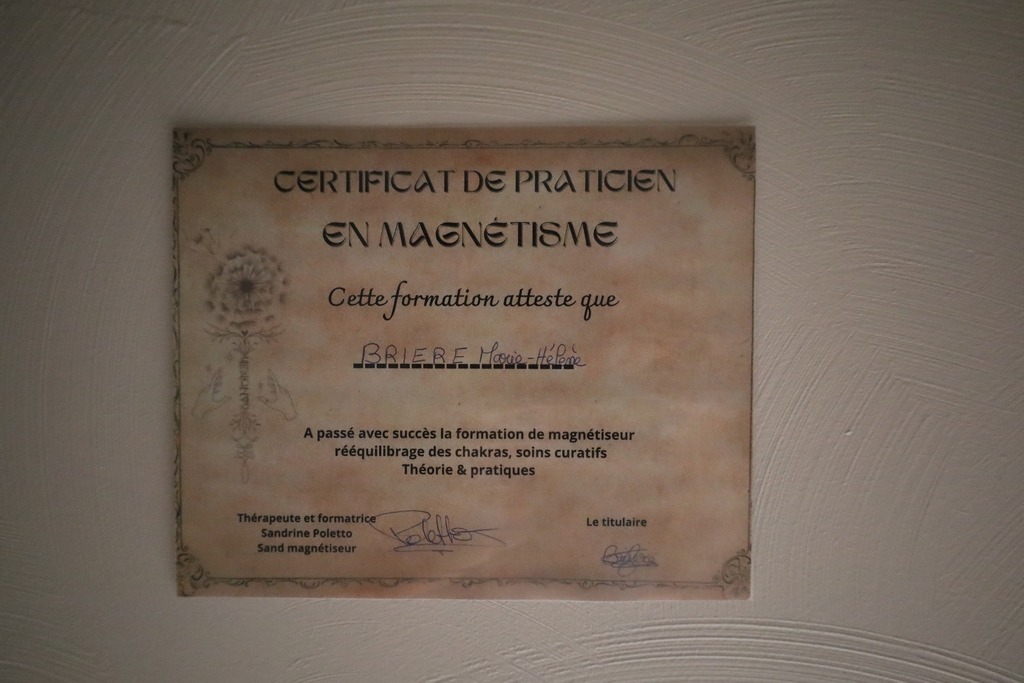 CERTIFICAT DE PRATICIEN
EN MAGNÉTISME
Cette formation atteste que
BRIERE Marie-Hélène
A passé avec succès la formation de magnétiseur
rééquilibrage des chakras, soins curatifs
Théorie & pratiques
Thérapeute et formatrice
Sandrine Poletto
Sand magnétiseur
Poletto
Le titulaire